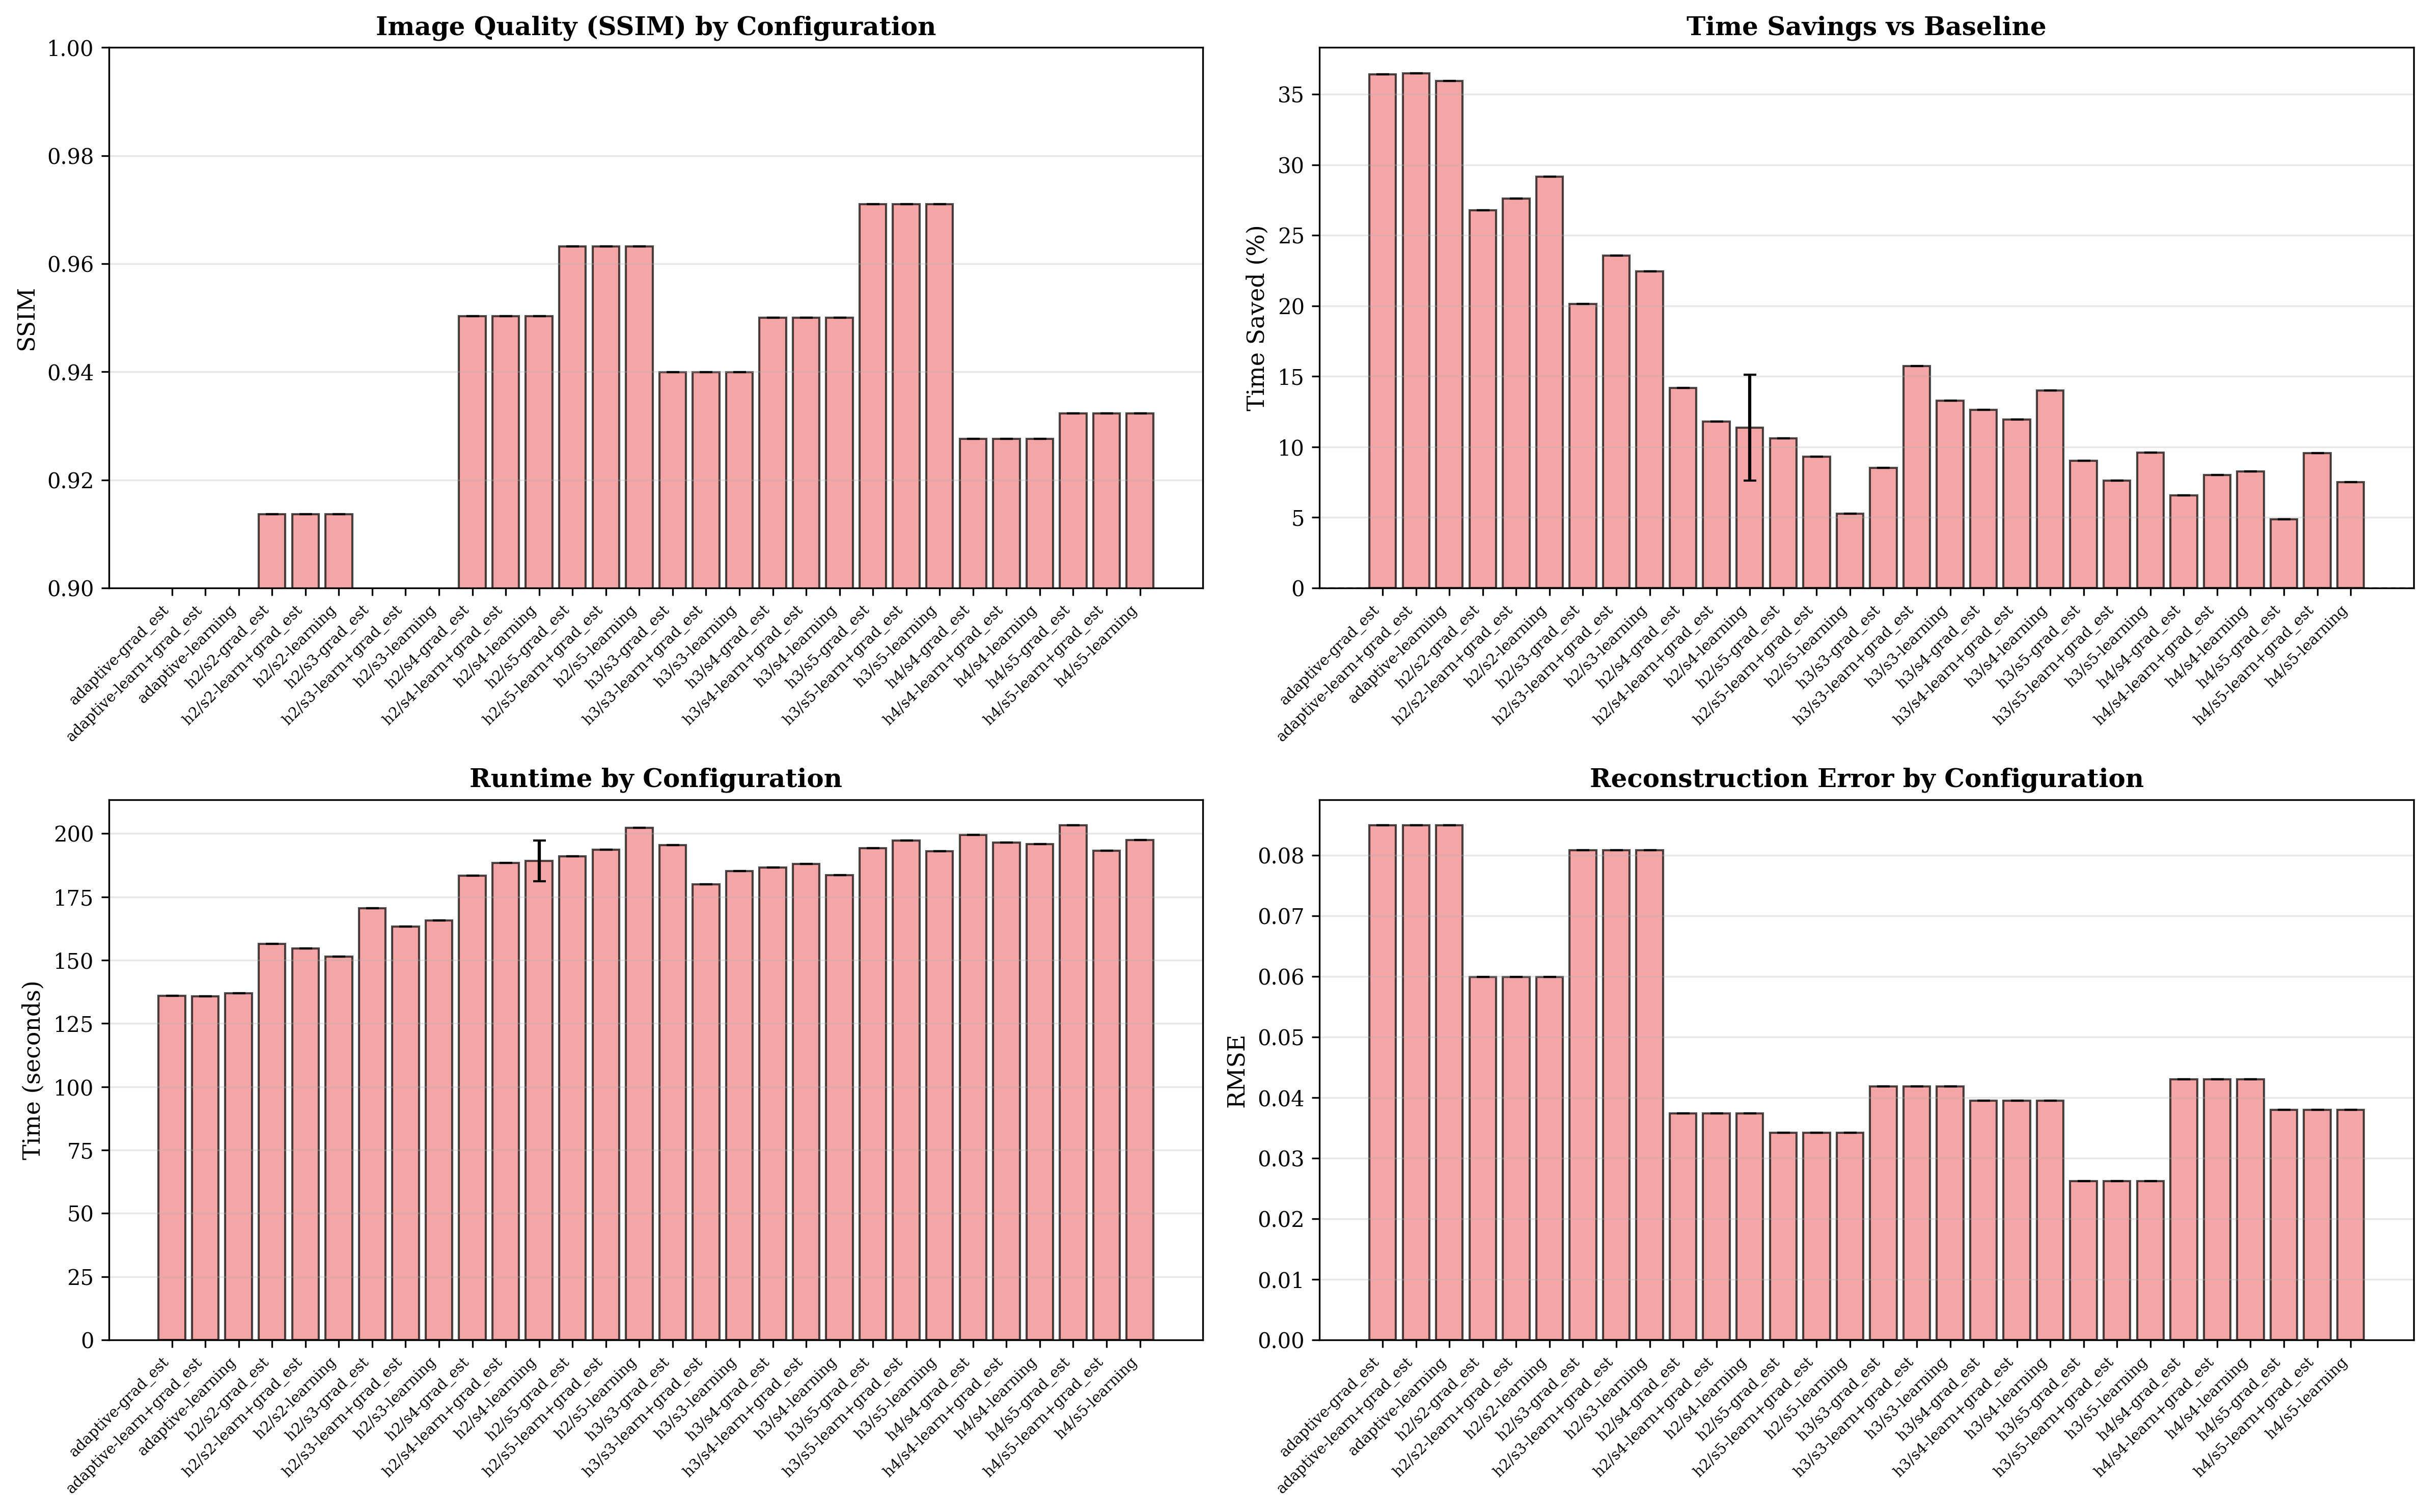 Image Quality (SSIM) by Configuration
SSIM
1.00
0.98
0.96
0.94
0.92
0.90
adaptive-grad_est
adaptive-learn+grad_est
adaptive-learning
h2/s2-grad_est
h2/s2-learn+grad_est
h2/s2-learning
h2/s3-grad_est
h2/s3-learn+grad_est
h2/s3-learning
h2/s4-grad_est
h2/s4-learn+grad_est
h2/s4-learning
h2/s5-grad_est
h2/s5-learn+grad_est
h2/s5-learning
h3/s3-grad_est
h3/s3-learn+grad_est
h3/s3-learning
h3/s4-grad_est
h3/s4-learn+grad_est
h3/s4-learning
h3/s5-grad_est
h3/s5-learn+grad_est
h3/s5-learning
h4/s4-grad_est
h4/s4-learn+grad_est
h4/s4-learning
h4/s5-grad_est
h4/s5-learn+grad_est
h4/s5-learning
Time Savings vs Baseline
Time Saved (%)
35
30
25
20
15
10
5
0
adaptive-grad_est
adaptive-learn+grad_est
adaptive-learning
h2/s2-grad_est
h2/s2-learn+grad_est
h2/s2-learning
h2/s3-grad_est
h2/s3-learn+grad_est
h2/s3-learning
h2/s4-grad_est
h2/s4-learn+grad_est
h2/s4-learning
h2/s5-grad_est
h2/s5-learn+grad_est
h2/s5-learning
h3/s3-grad_est
h3/s3-learn+grad_est
h3/s3-learning
h3/s4-grad_est
h3/s4-learn+grad_est
h3/s4-learning
h3/s5-grad_est
h3/s5-learn+grad_est
h3/s5-learning
h4/s4-grad_est
h4/s4-learn+grad_est
h4/s4-learning
h4/s5-grad_est
h4/s5-learn+grad_est
h4/s5-learning
Runtime by Configuration
Time (seconds)
200
175
150
125
100
75
50
25
0
adaptive-grad_est
adaptive-learn+grad_est
adaptive-learning
h2/s2-grad_est
h2/s2-learn+grad_est
h2/s2-learning
h2/s3-grad_est
h2/s3-learn+grad_est
h2/s3-learning
h2/s4-grad_est
h2/s4-learn+grad_est
h2/s4-learning
h2/s5-grad_est
h2/s5-learn+grad_est
h2/s5-learning
h3/s3-grad_est
h3/s3-learn+grad_est
h3/s3-learning
h3/s4-grad_est
h3/s4-learn+grad_est
h3/s4-learning
h3/s5-grad_est
h3/s5-learn+grad_est
h3/s5-learning
h4/s4-grad_est
h4/s4-learn+grad_est
h4/s4-learning
h4/s5-grad_est
h4/s5-learn+grad_est
h4/s5-learning
Reconstruction Error by Configuration
RMSE
0.08
0.07
0.06
0.05
0.04
0.03
0.02
0.01
0.00
adaptive-grad_est
adaptive-learn+grad_est
adaptive-learning
h2/s2-grad_est
h2/s2-learn+grad_est
h2/s2-learning
h2/s3-grad_est
h2/s3-learn+grad_est
h2/s3-learning
h2/s4-grad_est
h2/s4-learn+grad_est
h2/s4-learning
h2/s5-grad_est
h2/s5-learn+grad_est
h2/s5-learning
h3/s3-grad_est
h3/s3-learn+grad_est
h3/s3-learning
h3/s4-grad_est
h3/s4-learn+grad_est
h3/s4-learning
h3/s5-grad_est
h3/s5-learn+grad_est
h3/s5-learning
h4/s4-grad_est
h4/s4-learn+grad_est
h4/s4-learning
h4/s5-grad_est
h4/s5-learn+grad_est
h4/s5-learning